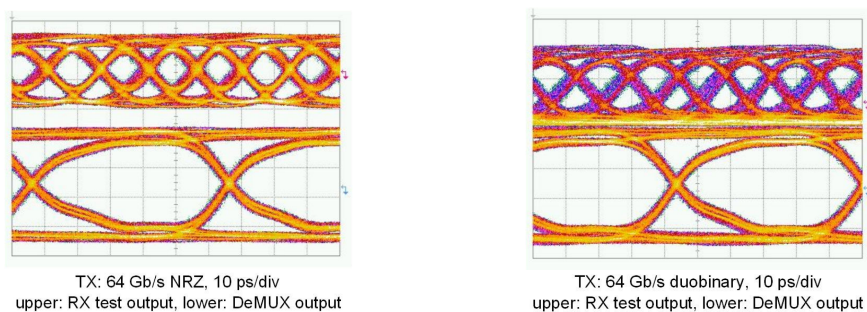 TX: 64 Gb/s NRZ, 10 ps/div
upper: RX test output, lower: DeMUX output
TX: 64 Gb/s duobinary, 10 ps/div
upper: RX test output, lower: DeMUX output